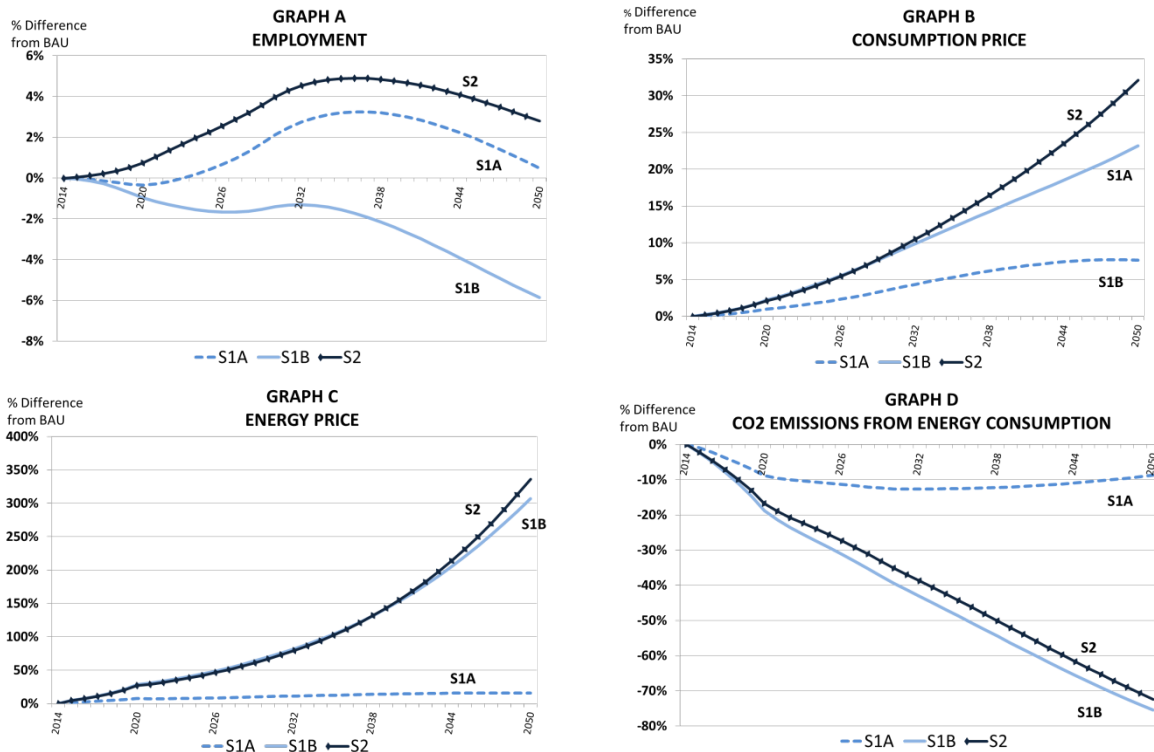 GRAPH A
EMPLOYMENT
% Difference
from BAU
6%
4%
2%
0%
-2%
-4%
-6%
-8%
2014
2020
2026
2032
2038
2044
2050
S2
S1A
S1B
S1A S1B S2
GRAPH B
CONSUMPTION PRICE
% Difference
from BAU
35%
30%
25%
20%
15%
10%
5%
0%
2014
2020
2026
2032
2038
2044
2050
S2
S1A
S1B
S1A S1B S2
GRAPH C
ENERGY PRICE
% Difference
from BAU
400%
350%
300%
250%
200%
150%
100%
50%
0%
2014
2020
2026
2032
2038
2044
2050
S2
S1B
S1A
S1A S1B S2
GRAPH D
CO2 EMISSIONS FROM ENERGY CONSUMPTION
% Difference
from BAU
0%
-10%
-20%
-30%
-40%
-50%
-60%
-70%
-80%
2014
2020
2026
2032
2038
2044
2050
S1A
S2
S1B
S1A S1B S2